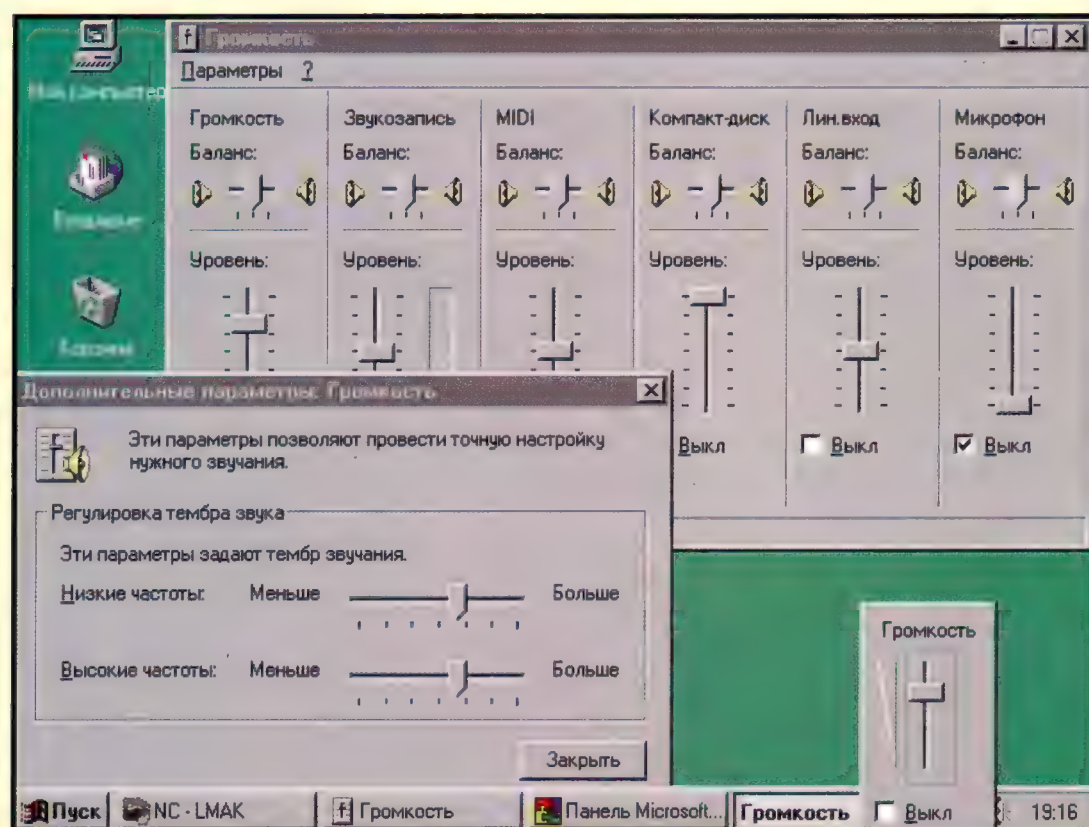 Громкость
Параметры ?
Громкость Звукозапись MIDI Компакт-диск Лин.вход Микрофон
Баланс: Баланс: Баланс: Баланс: Баланс: Баланс:
Уровень: Уровень: Уровень: Уровень: Уровень: Уровень:
Выкл Выкл Выкл
Дополнительные параметры: Громкость
Эти параметры позволяют провести точную настройку
нужного звучания.
Регулировка тембра звука
Эти параметры задают тембр звучания.
Низкие частоты: Меньше Больше
Высокие частоты: Меньше Больше
Закрыть
Громкость
Выкл
Пуск NC - LMAK Громкость Панель Microsoft... Громкость 19:16